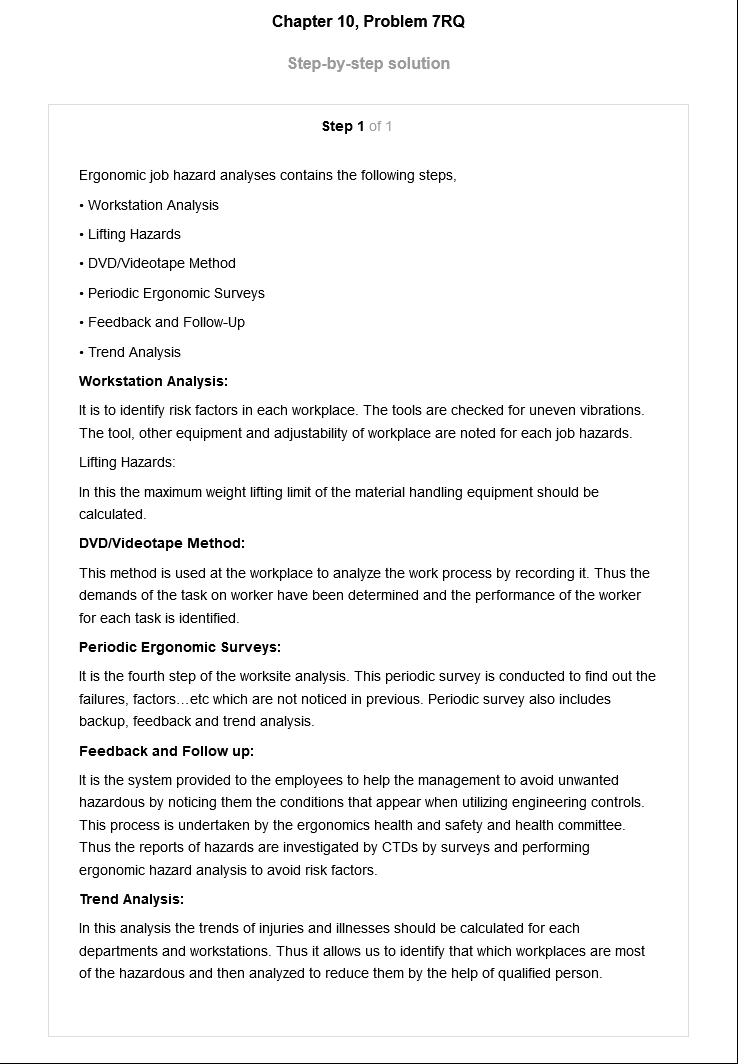 Chapter 10, Problem 7RQ
Step-by-step solution
Step 1 of 1
Ergonomic job hazard analyses contains the following steps,
• Workstation Analysis
• Lifting Hazards
• DVD/Videotape Method
• Periodic Ergonomic Surveys
• Feedback and Follow-Up
• Trend Analysis
Workstation Analysis:
It is to identify risk factors in each workplace. The tools are checked for uneven vibrations.
The tool, other equipment and adjustability of workplace are noted for each job hazards.
Lifting Hazards:
In this the maximum weight lifting limit of the material handling equipment should be
calculated.
DVD/Videotape Method:
This method is used at the workplace to analyze the work process by recording it. Thus the
demands of the task on worker have been determined and the performance of the worker
for each task is identified.
Periodic Ergonomic Surveys:
It is the fourth step of the worksite analysis. This periodic survey is conducted to find out the
failures, factors…etc which are not noticed in previous. Periodic survey also includes
backup, feedback and trend analysis.
Feedback and Follow up:
It is the system provided to the employees to help the management to avoid unwanted
hazardous by noticing them the conditions that appear when utilizing engineering controls.
This process is undertaken by the ergonomics health and safety and health committee.
Thus the reports of hazards are investigated by CTDs by surveys and performing
ergonomic hazard analysis to avoid risk factors.
Trend Analysis:
In this analysis the trends of injuries and illnesses should be calculated for each
departments and workstations. Thus it allows us to identify that which workplaces are most
of the hazardous and then analyzed to reduce them by the help of qualified person.